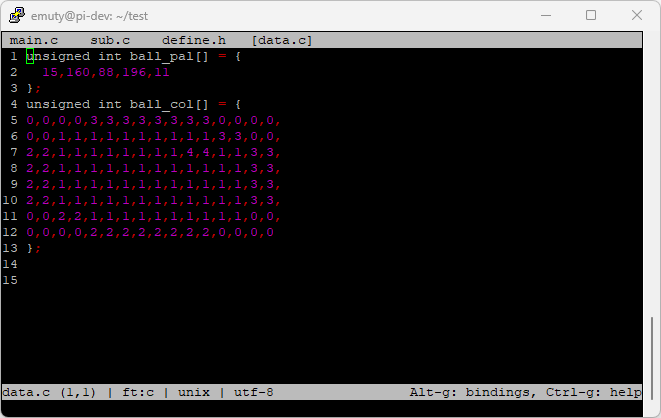 emuty@pi-dev: ~/test
main.c sub.c define.h [data.c]
1 unsigned int ball_pal[] = {
2 15,160,88,196,11
3 };
4 unsigned int ball_col[] = {
5 0,0,0,0,3,3,3,3,3,3,3,3,0,0,0,0,
6 0,0,1,1,1,1,1,1,1,1,1,1,3,3,0,0,
7 2,2,1,1,1,1,1,1,1,1,4,4,1,1,3,3,
8 2,2,1,1,1,1,1,1,1,1,1,1,1,1,3,3,
9 2,2,1,1,1,1,1,1,1,1,1,1,1,1,3,3,
10 2,2,1,1,1,1,1,1,1,1,1,1,1,1,3,3,
11 0,0,2,2,1,1,1,1,1,1,1,1,1,1,0,0,
12 0,0,0,0,2,2,2,2,2,2,2,2,0,0,0,0
13 };
14
15
data.c (1,1) | ft:c | unix | utf-8 Alt-g: bindings, Ctrl-g: help